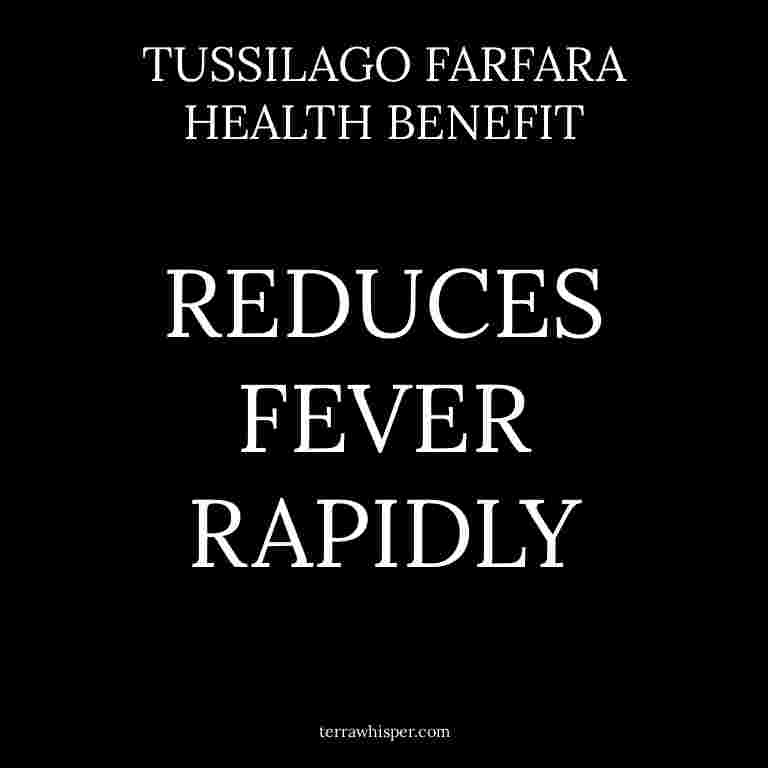 TUSSILAGO FARFARA
HEALTH BENEFIT
REDUCES
FEVER
RAPIDLY
terrawhisper.com